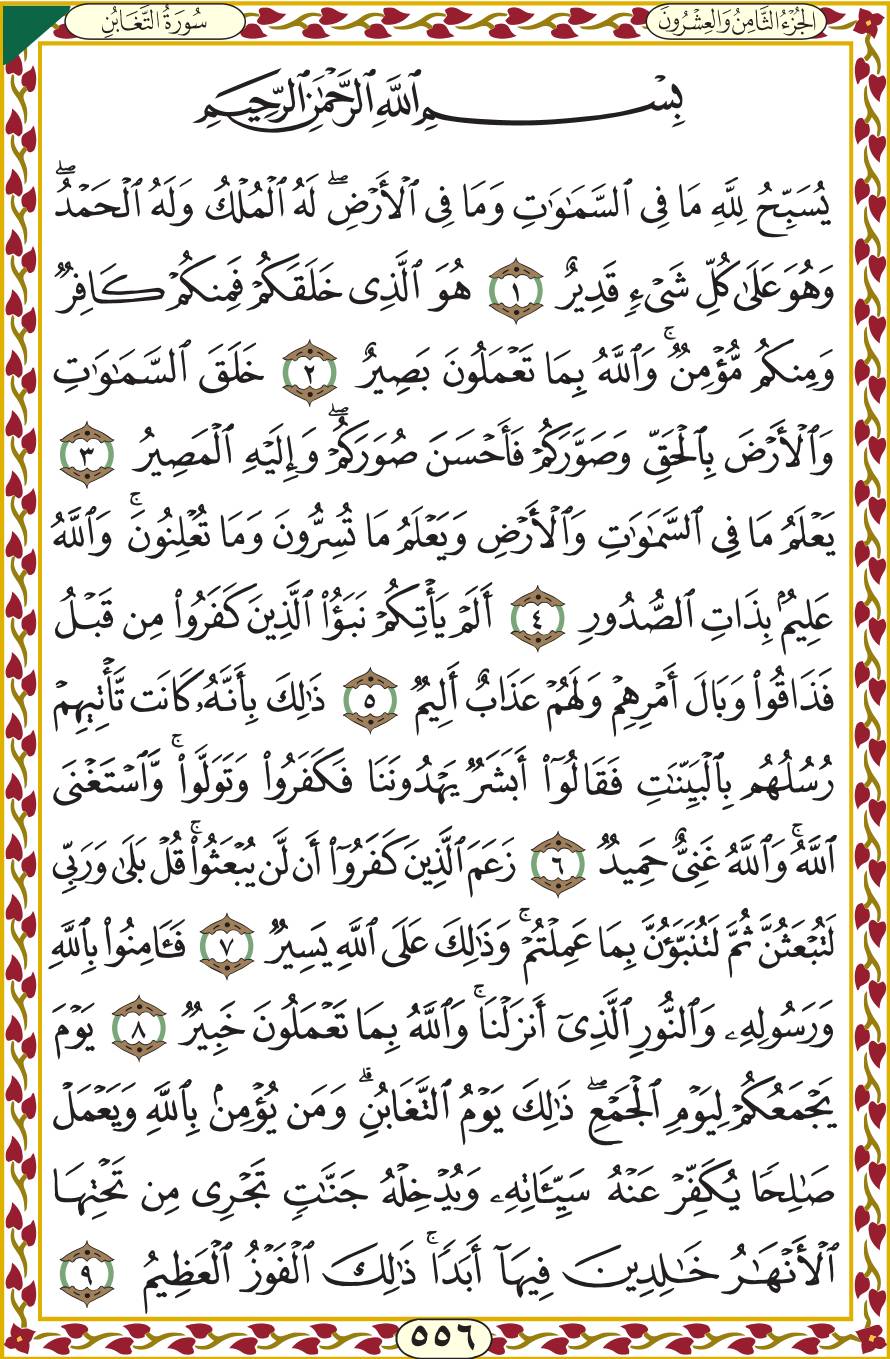 الجُزْءُ الثَّامِنُ وَالعِشْرُونَ
سُورَةُ التَّغَابُنِ
بِسْمِ ٱللَّهِ ٱلرَّحْمَٰنِ ٱلرَّحِيمِ
يُسَبِّحُ لِلَّهِ مَا فِى ٱلسَّمَٰوَٰتِ وَمَا فِى ٱلْأَرْضِۖ لَهُ ٱلْمُلْكُ وَلَهُ ٱلْحَمْدُۖ
وَهُوَ عَلَىٰ كُلِّ شَىْءٍ قَدِيرٌ ١ هُوَ ٱلَّذِى خَلَقَكُمْ فَمِنكُمْ كَافِرٌ
وَمِنكُم مُّؤْمِنٌۚ وَٱللَّهُ بِمَا تَعْمَلُونَ بَصِيرٌ ٢ خَلَقَ ٱلسَّمَٰوَٰتِ
وَٱلْأَرْضَ بِٱلْحَقِّ وَصَوَّرَكُمْ فَأَحْسَنَ صُوَرَكُمْۖ وَإِلَيْهِ ٱلْمَصِيرُ ٣
يَعْلَمُ مَا فِى ٱلسَّمَٰوَٰتِ وَٱلْأَرْضِ وَيَعْلَمُ مَا تُسِرُّونَ وَمَا تُعْلِنُونَۚ وَٱللَّهُ
عَلِيمٌۢ بِذَاتِ ٱلصُّدُورِ ٤ أَلَمْ يَأْتِكُمْ نَبَؤُا۟ ٱلَّذِينَ كَفَرُوا۟ مِن قَبْلُ
فَذَاقُوا۟ وَبَالَ أَمْرِهِمْ وَلَهُمْ عَذَابٌ أَلِيمٌ ٥ ذَٰلِكَ بِأَنَّهُۥ كَانَت تَّأْتِيهِمْ
رُسُلُهُم بِٱلْبَيِّنَٰتِ فَقَالُوٓا۟ أَبَشَرٌ يَهْدُونَنَا فَكَفَرُوا۟ وَتَوَلَّوا۟ۚ وَّٱسْتَغْنَى
ٱللَّهُۚ وَٱللَّهُ غَنِىٌّ حَمِيدٌ ٦ زَعَمَ ٱلَّذِينَ كَفَرُوٓا۟ أَن لَّن يُبْعَثُوا۟ۚ قُلْ بَلَىٰ وَرَبِّى
لَتُبْعَثُنَّ ثُمَّ لَتُنَبَّؤُنَّ بِمَا عَمِلْتُمْۚ وَذَٰلِكَ عَلَى ٱللَّهِ يَسِيرٌ ٧ فَـَٔامِنُوا۟ بِٱللَّهِ
وَرَسُولِهِۦ وَٱلنُّورِ ٱلَّذِىٓ أَنزَلْنَاۚ وَٱللَّهُ بِمَا تَعْمَلُونَ خَبِيرٌ ٨ يَوْمَ
يَجْمَعُكُمْ لِيَوْمِ ٱلْجَمْعِۖ ذَٰلِكَ يَوْمُ ٱلتَّغَابُنِۗ وَمَن يُؤْمِنۢ بِٱللَّهِ وَيَعْمَلْ
صَٰلِحًا يُكَفِّرْ عَنْهُ سَيِّـَٔاتِهِۦ وَيُدْخِلْهُ جَنَّٰتٍ تَجْرِى مِن تَحْتِهَا
ٱلْأَنْهَٰرُ خَٰلِدِينَ فِيهَآ أَبَدًاۚ ذَٰلِكَ ٱلْفَوْزُ ٱلْعَظِيمُ ٩
٥٥٦